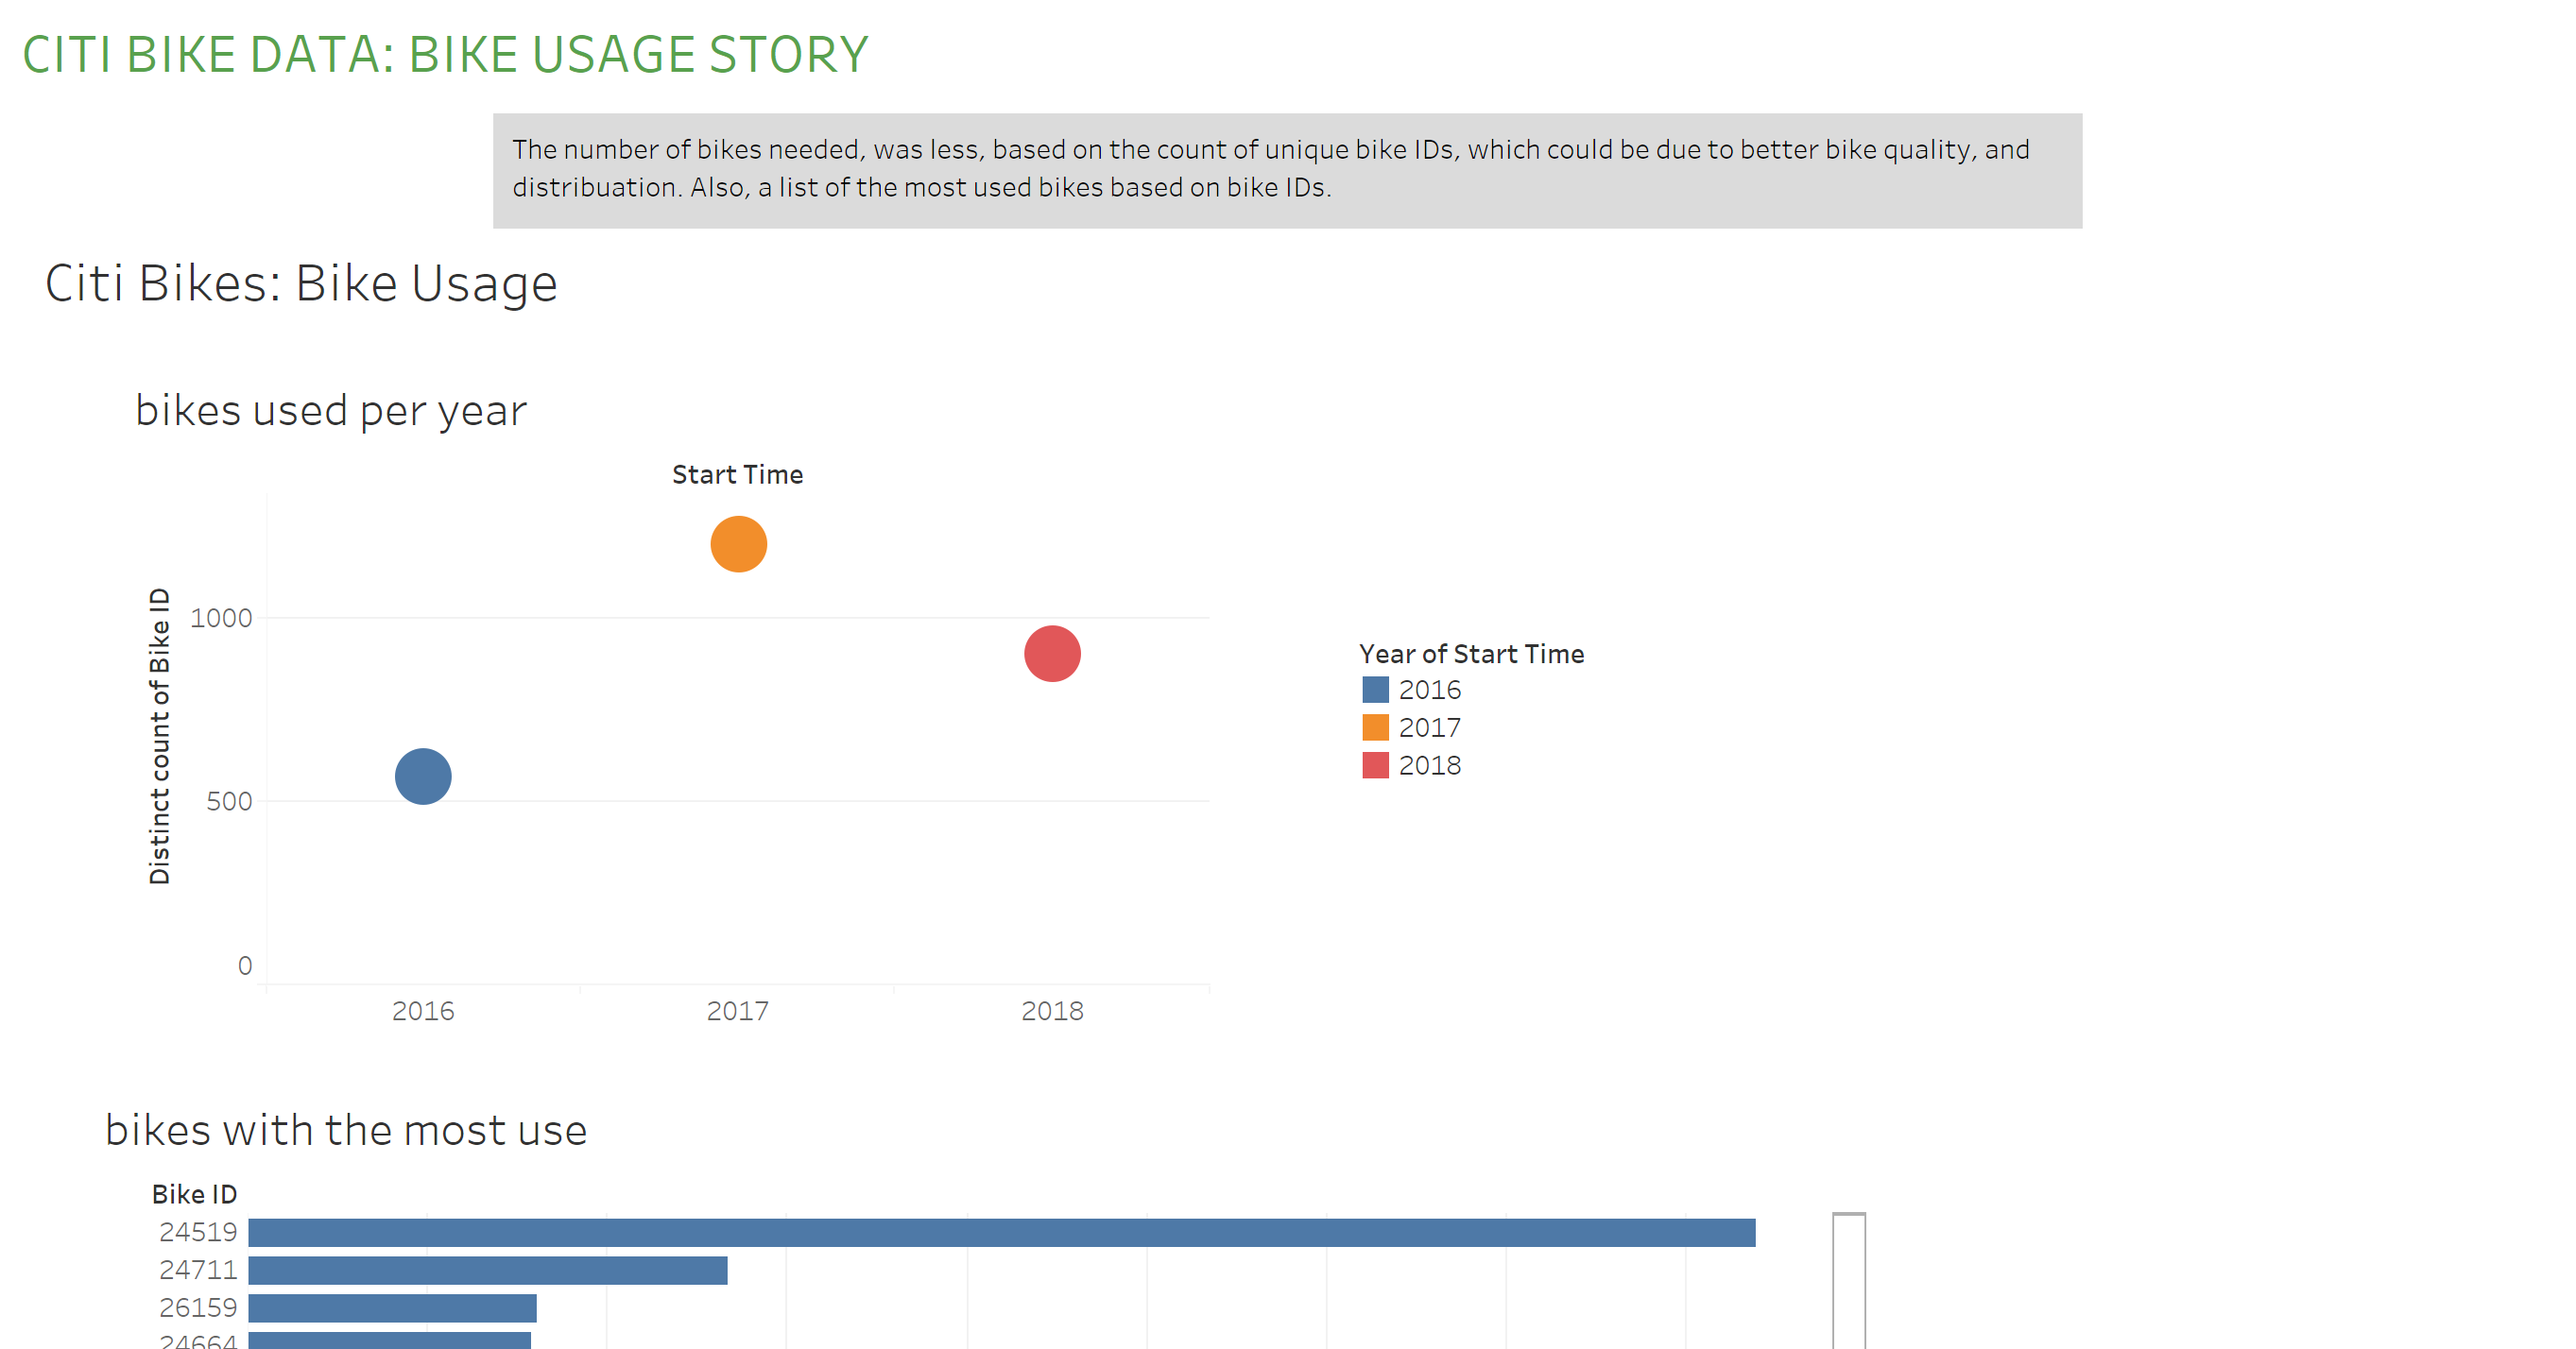 CITI BIKE DATA: BIKE USAGE STORY
The number of bikes needed, was less, based on the count of unique bike IDs, which could be due to better bike quality, and
distribuation. Also, a list of the most used bikes based on bike IDs.
Citi Bikes: Bike Usage
bikes used per year
Start Time
Distinct count of Bike ID
1000
500
0
2016
2017
2018
Year of Start Time
2016
2017
2018
bikes with the most use
Bike ID
24519
24711
26159
24664